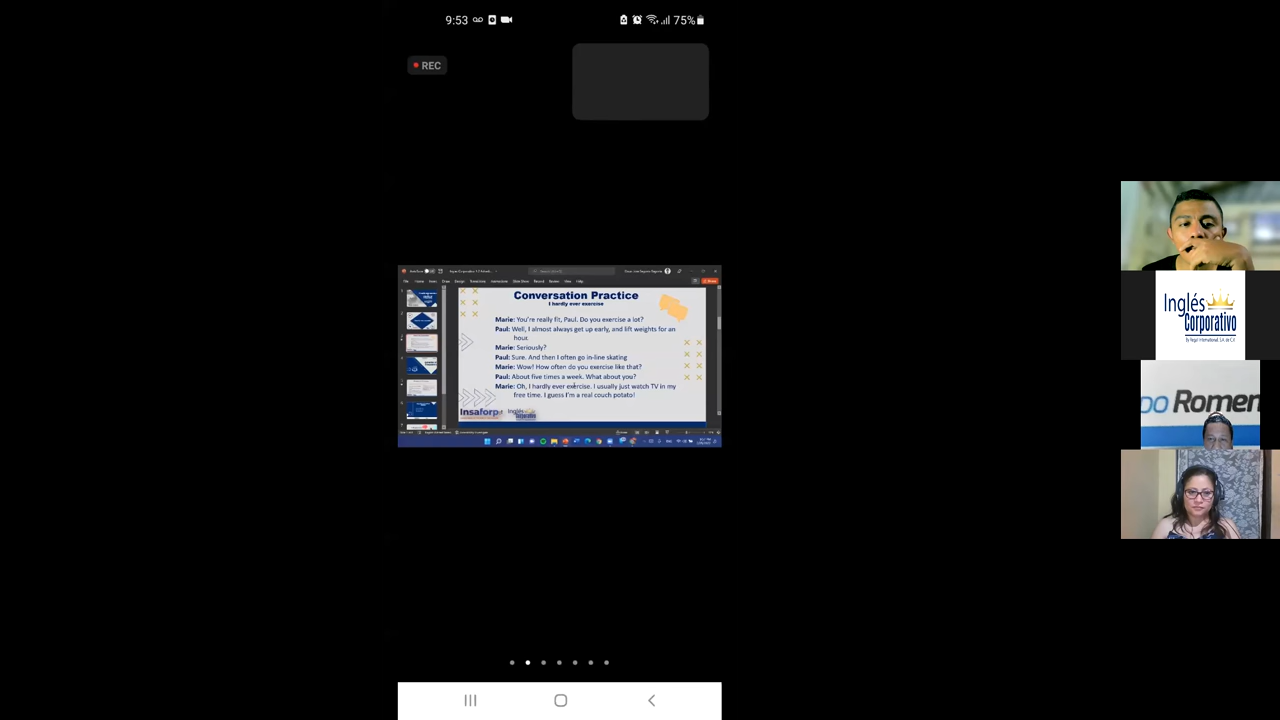 9:53
75%
REC
Conversation Practice
I hardly ever exercise
Marie: You're really fit, Paul. Do you exercise a lot?
Paul: Well, I almost always get up early, and lift weights for an
hour.
Marie: Seriously?
Paul: Sure. And then I often go in-line skating
Marie: Wow! How often do you exercise like that?
Paul: About five times a week. What about you?
Marie: Oh, I hardly ever exercise. I usually just watch TV in my
free time. I guess I'm a real couch potato!
Insaforp
Inglés
Inglés
Corporativo
oo Romen